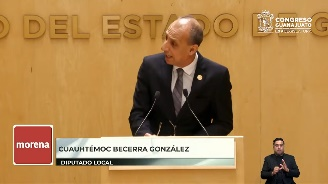 O DEL ESTADO DE G
CONGRESO
GUANAJUATO
morena
CUAUHTÉMOC BECERRA GONZÁLEZ
DIPUTADO LOCAL